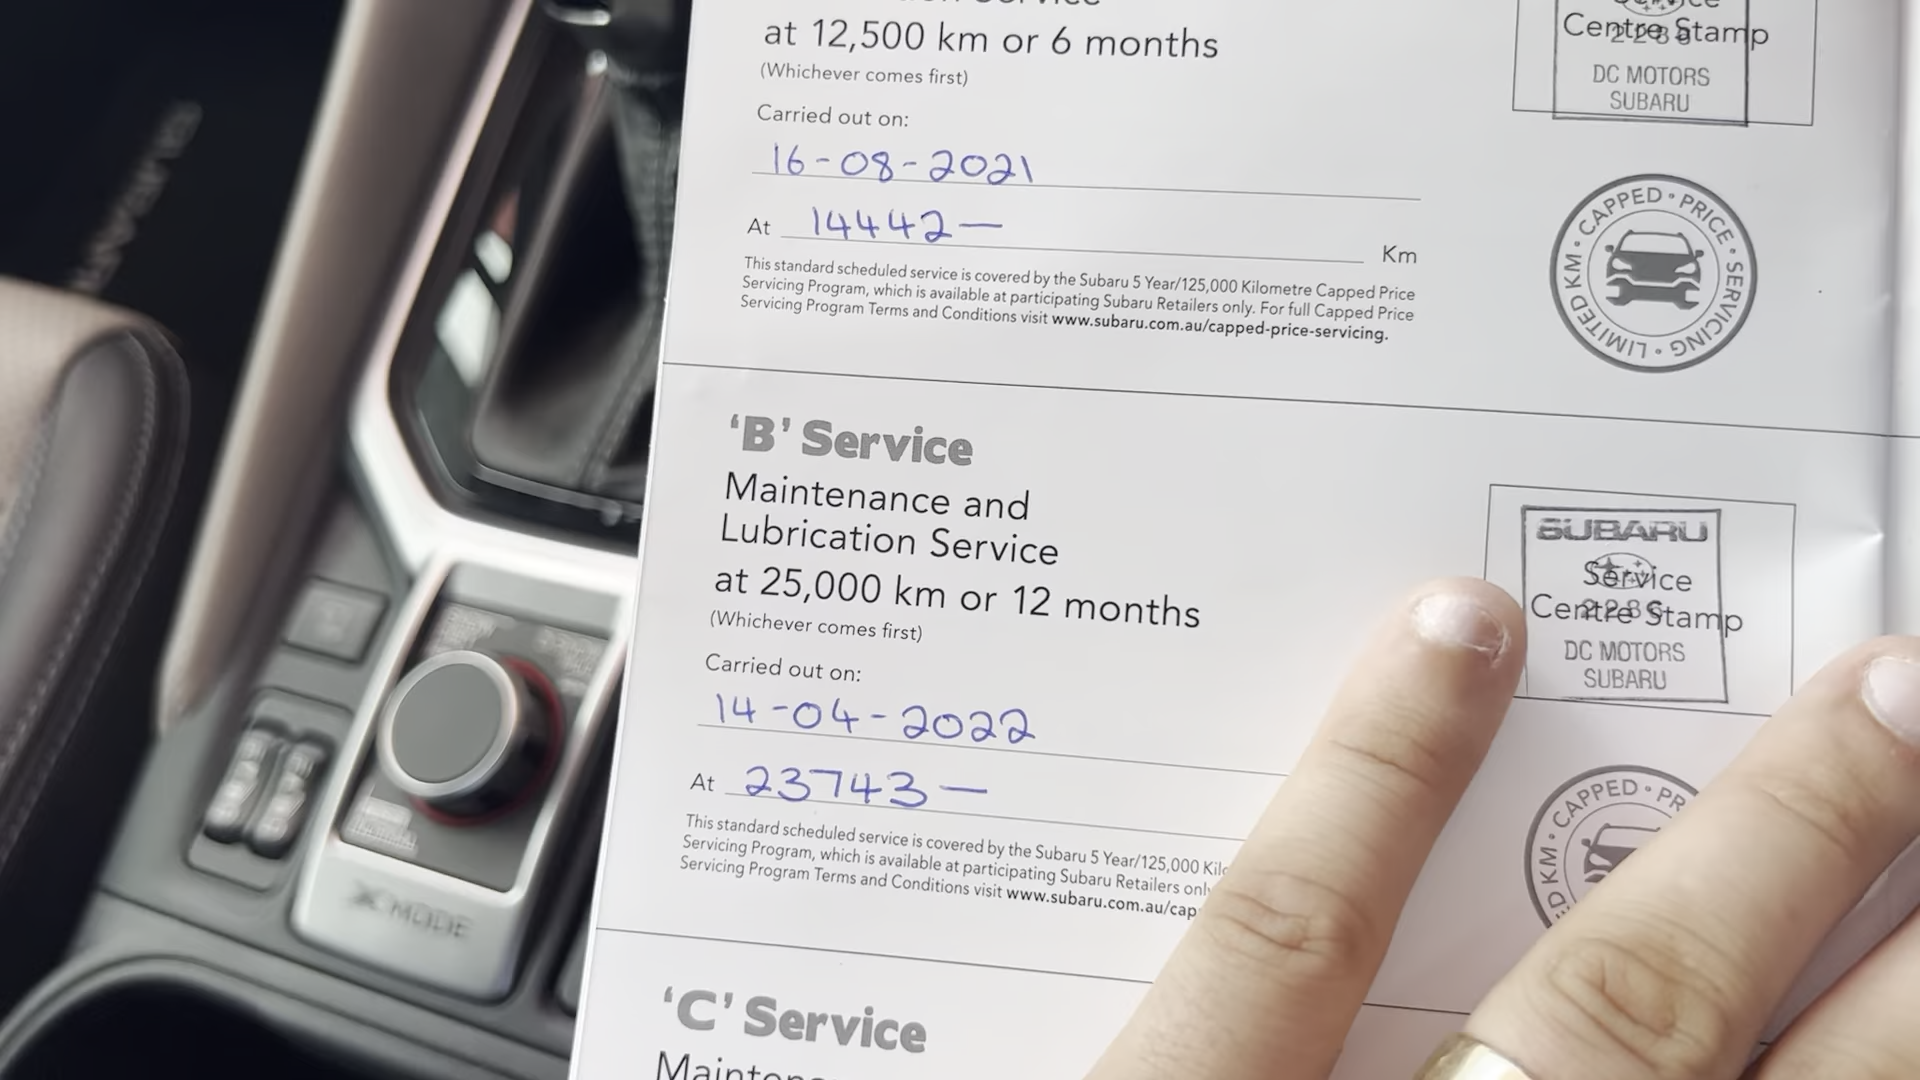 at 12,500 km or 6 months
(Whichever comes first)
Carried out on:
16-08-2021
At 14442— Km
This standard scheduled service is covered by the Subaru 5 Year/125,000 Kilometre Capped Price
Servicing Program, which is available at participating Subaru Retailers only. For full Capped Price
Servicing Program Terms and Conditions visit www.subaru.com.au/capped-price-servicing.
Centre Stamp
DC MOTORS
SUBARU
CAPPED • PRICE • SERVICING • LIMITED KM •
‘B’ Service
Maintenance and
Lubrication Service
at 25,000 km or 12 months
(Whichever comes first)
Carried out on:
14-04-2022
At 23743—
This standard scheduled service is covered by the Subaru 5 Year/125,000 Kilo
Servicing Program, which is available at participating Subaru Retailers only
Servicing Program Terms and Conditions visit www.subaru.com.au/cap
SUBARU
Service
Centre Stamp
DC MOTORS
SUBARU
KM • CAPPED • PR
‘C’ Service
X MODE